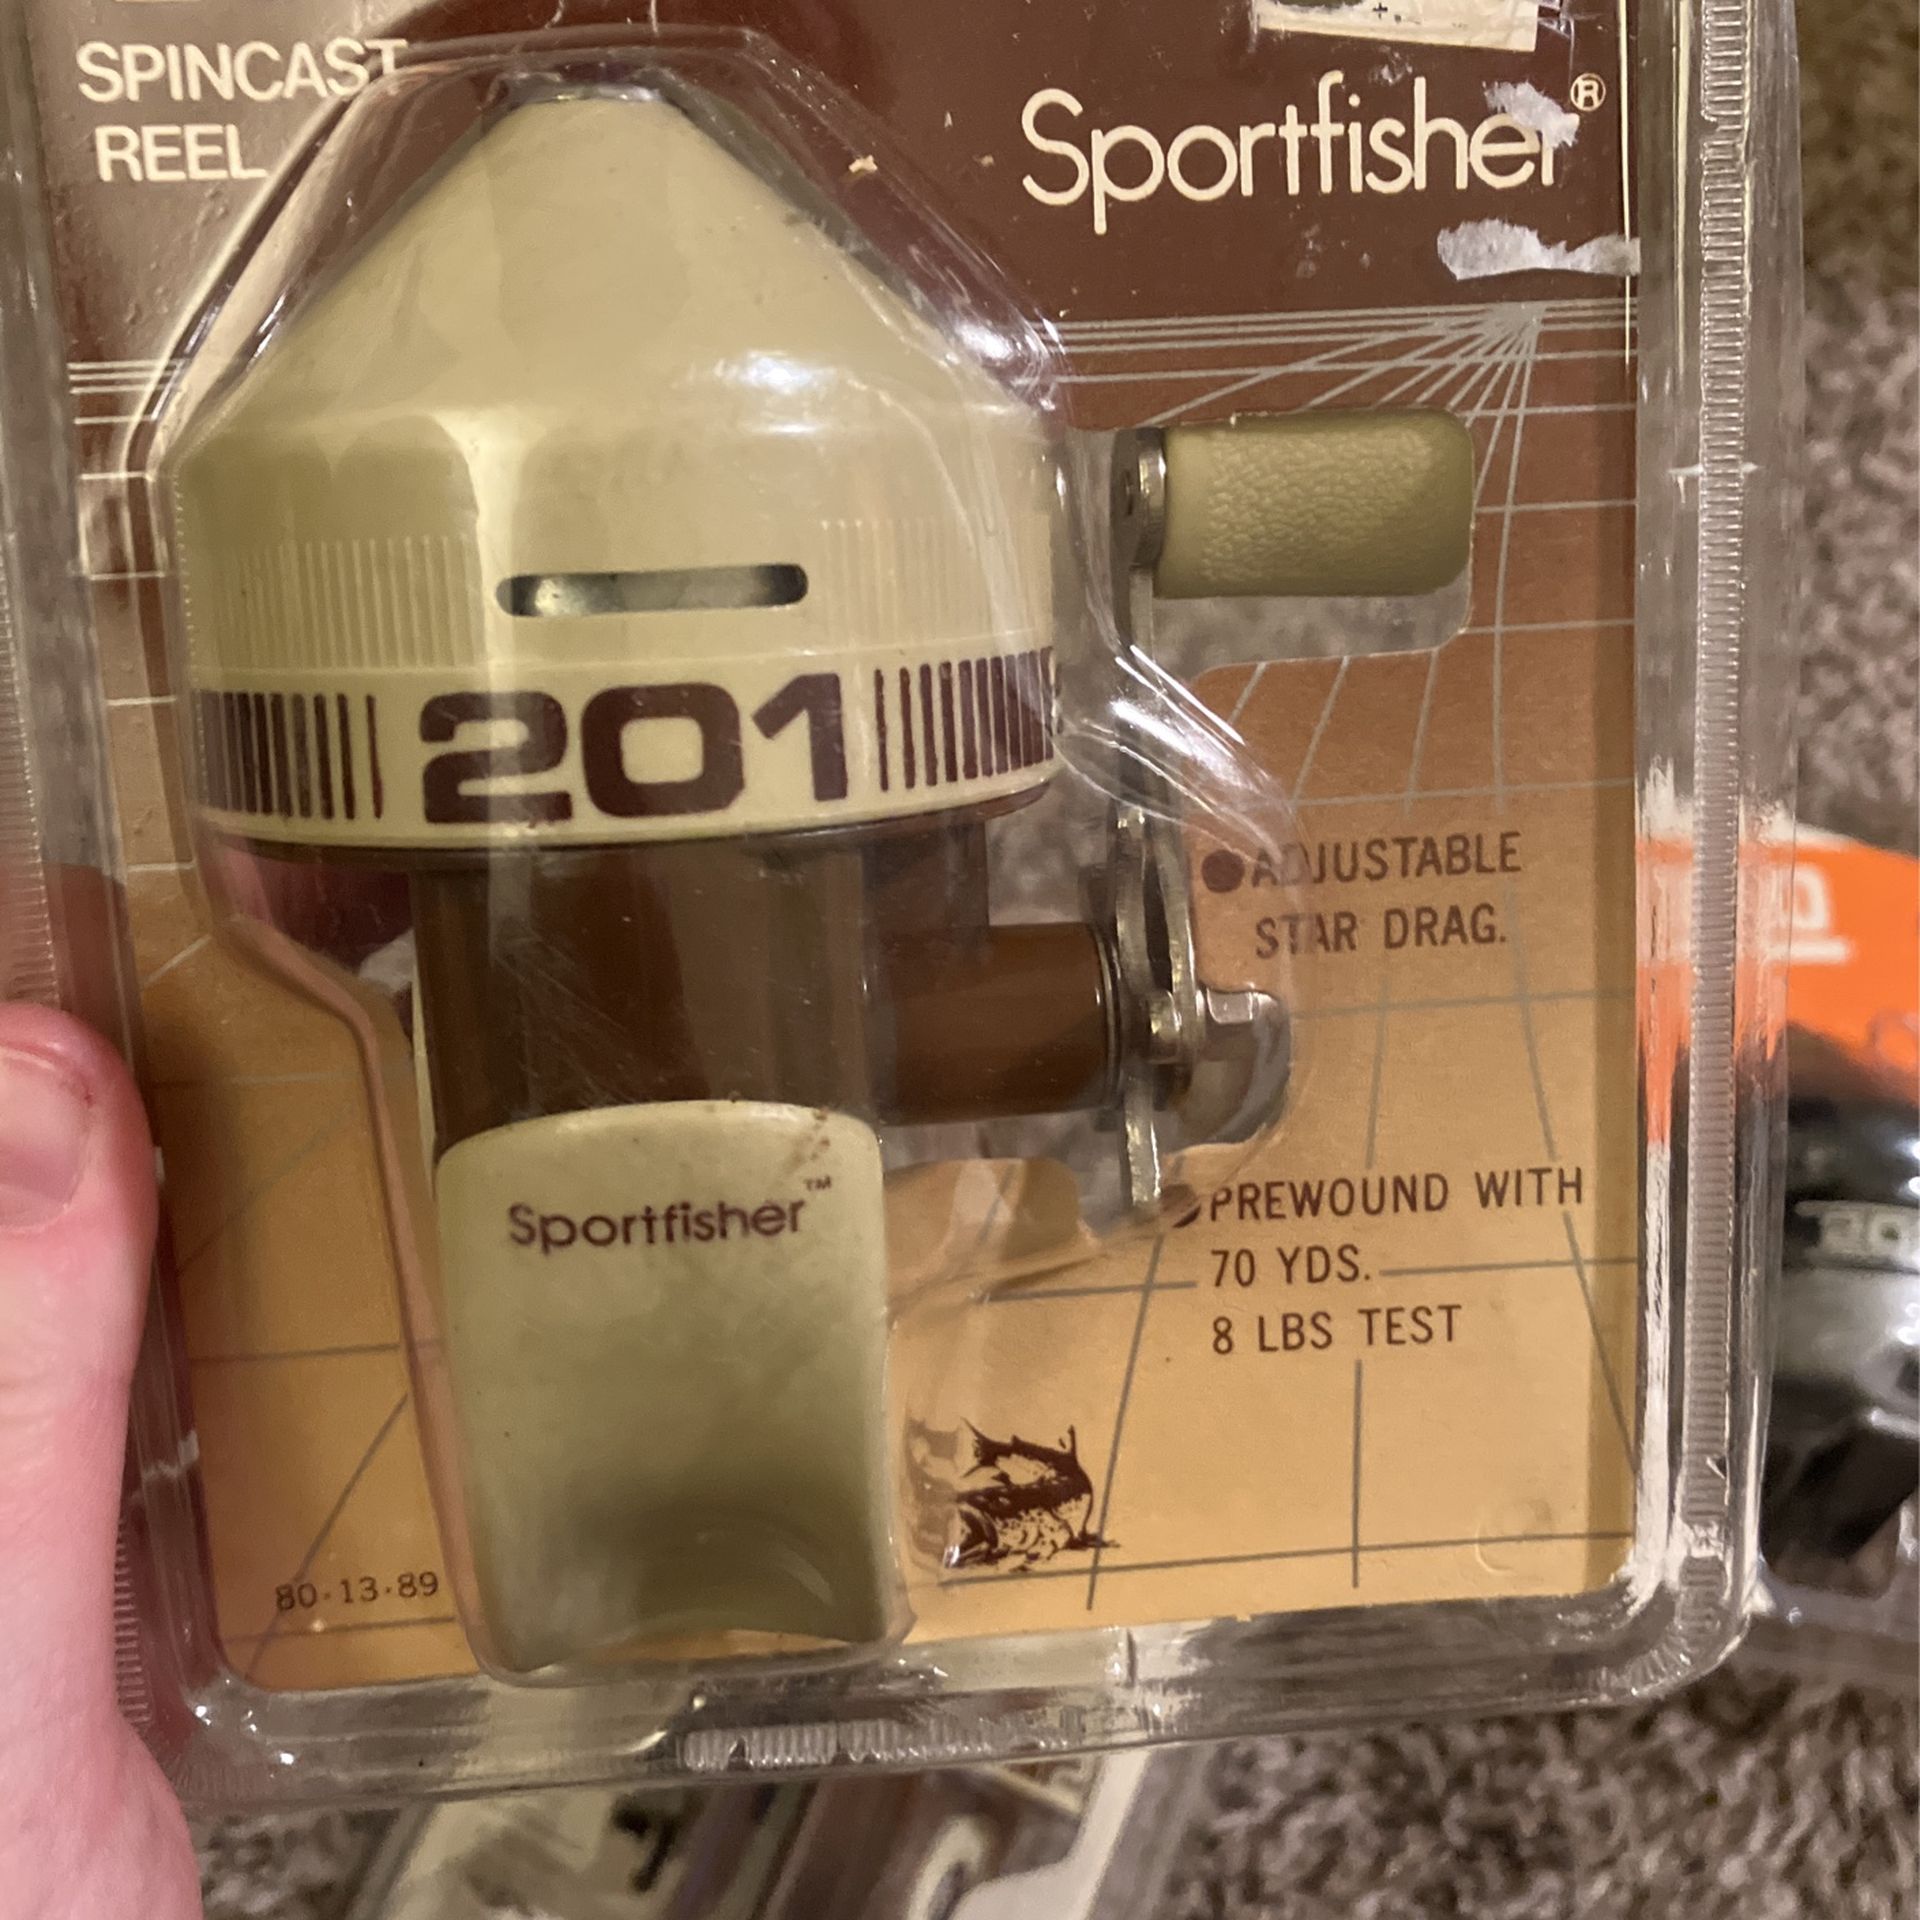 SPINCAST
REEL
Sportfisher®
201
ADJUSTABLE
STAR DRAG.
Sportfisher™
PREWOUND WITH
70 YDS.
8 LBS TEST
80-13-89